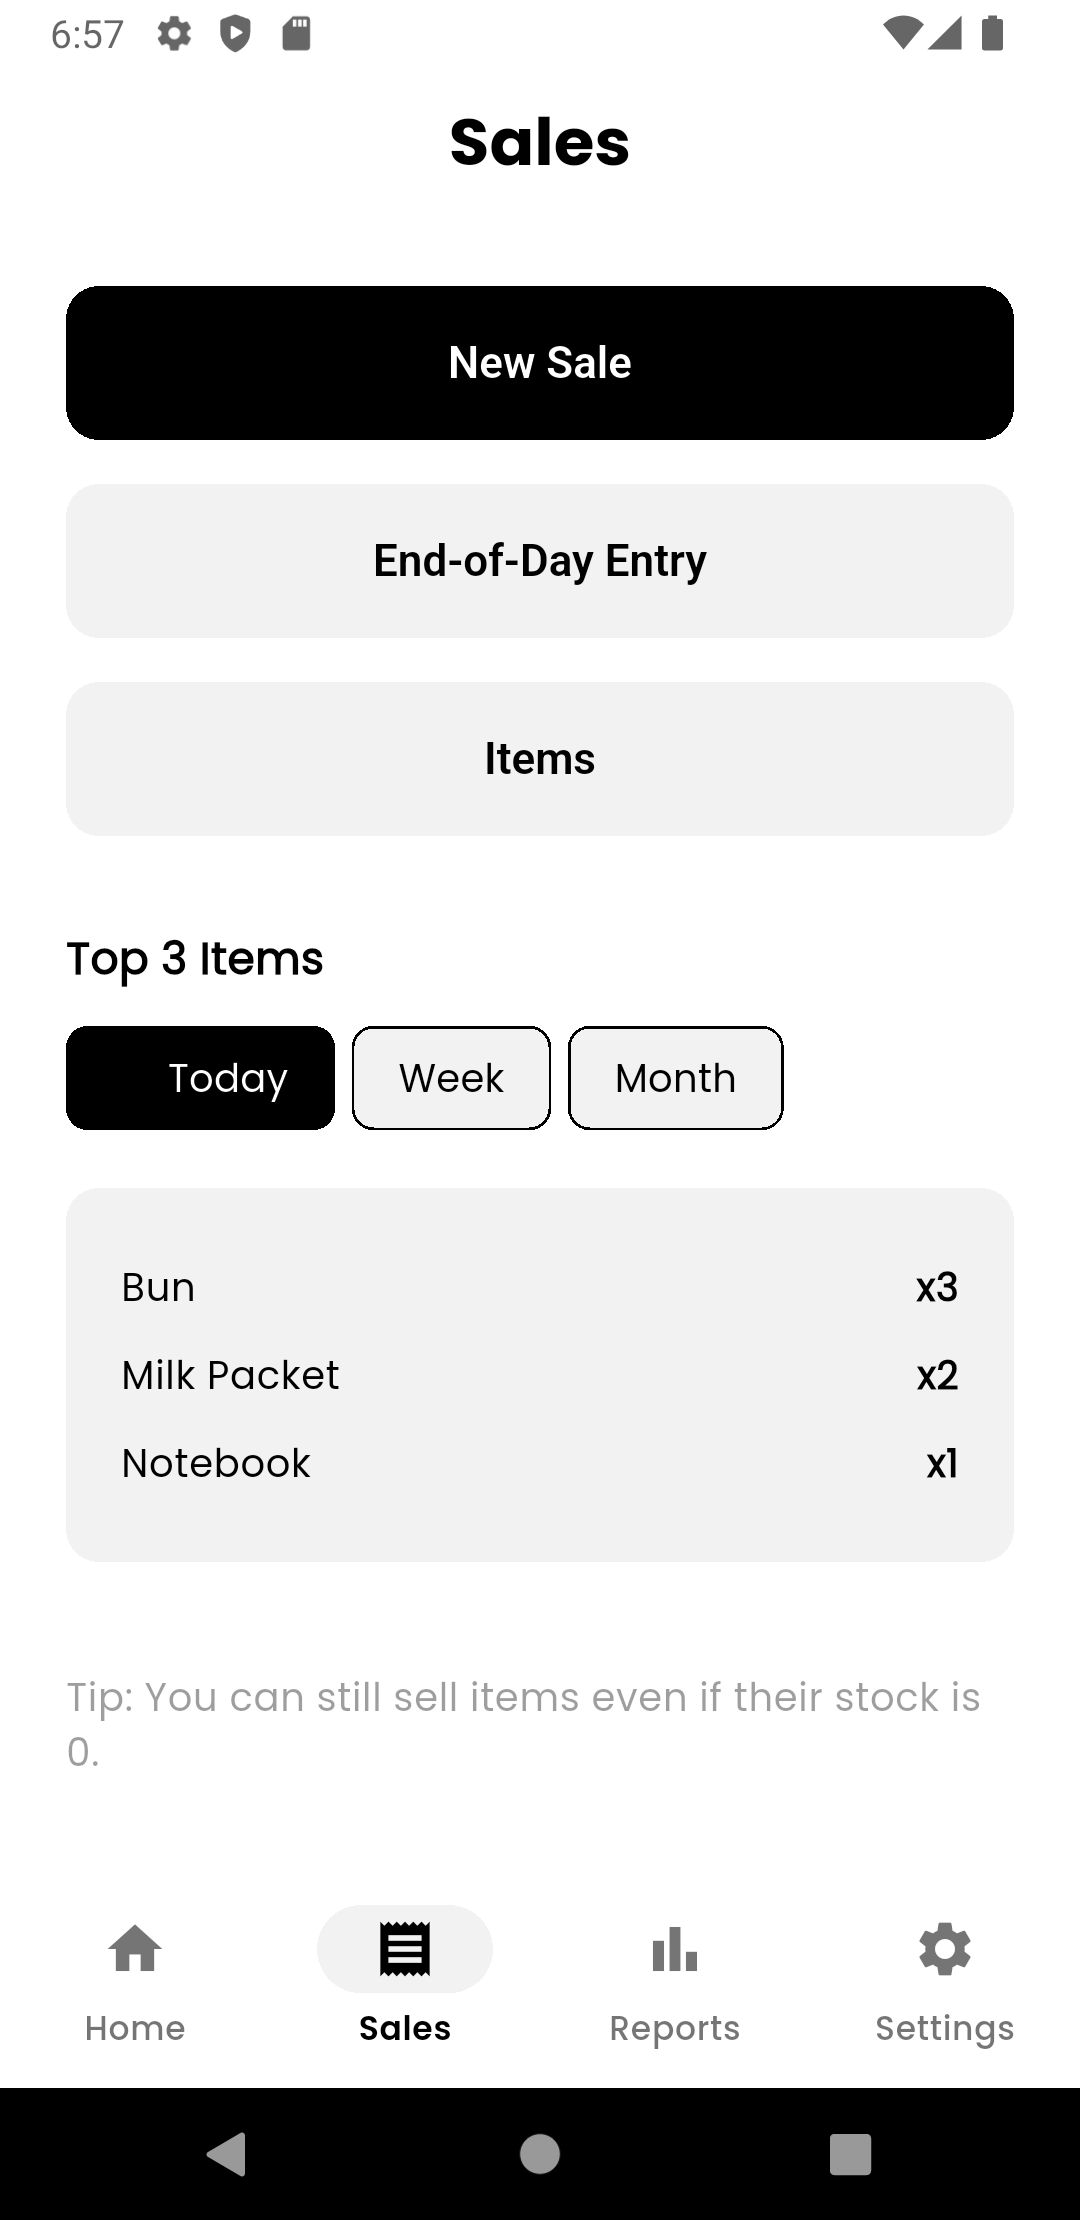 6:57
Sales
New Sale
End-of-Day Entry
Items
Top 3 Items
Today Week Month
Bun x3
Milk Packet x2
Notebook x1
Tip: You can still sell items even if their stock is
0.
Home Sales Reports Settings